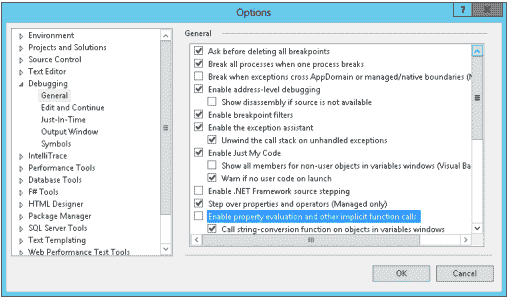 Options
?
Environment
Projects and Solutions
Source Control
Text Editor
Debugging
General
Edit and Continue
Just-In-Time
Output Window
Symbols
IntelliTrace
Performance Tools
Database Tools
F# Tools
HTML Designer
Package Manager
SQL Server Tools
Text Templating
Web Performance Test Tools
General
Ask before deleting all breakpoints
Break all processes when one process breaks
Break when exceptions cross AppDomain or managed/native boundaries (M
Enable address-level debugging
Show disassembly if source is not available
Enable breakpoint filters
Enable the exception assistant
Unwind the call stack on unhandled exceptions
Enable Just My Code
Show all members for non-user objects in variables windows (Visual Ba
Warn if no user code on launch
Enable .NET Framework source stepping
Step over properties and operators (Managed only)
Enable property evaluation and other implicit function calls
Call string-conversion function on objects in variables windows
OK
Cancel